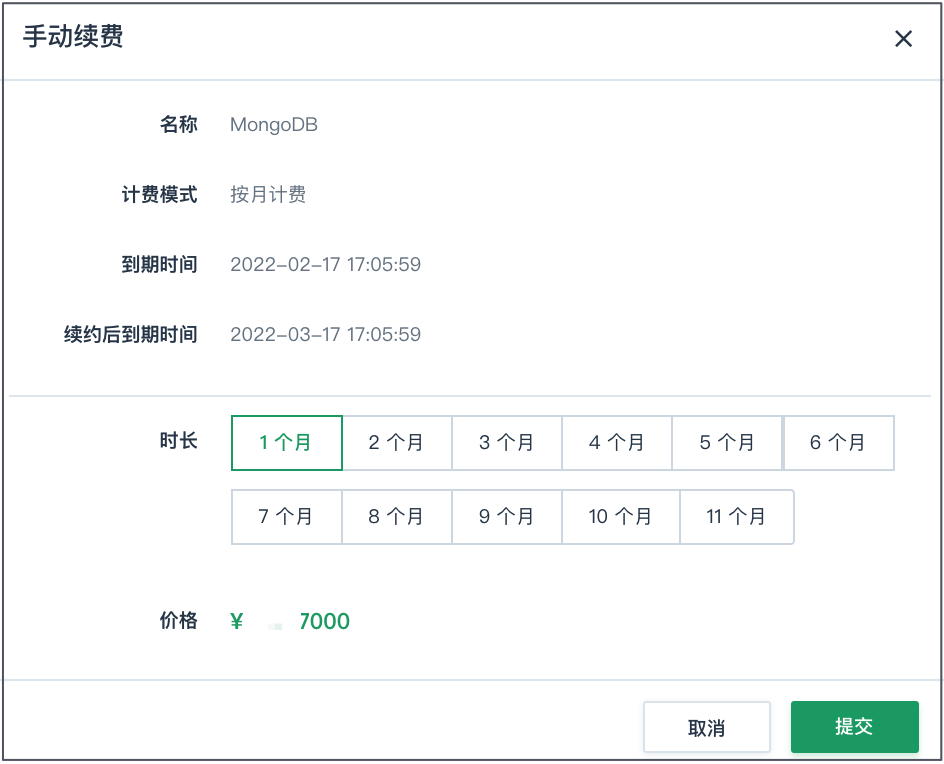 手动续费
名称 MongoDB
计费模式 按月计费
到期时间 2022-02-17 17:05:59
续约后到期时间 2022-03-17 17:05:59
时长 1 个月 2 个月 3 个月 4 个月 5 个月 6 个月
7 个月 8 个月 9 个月 10 个月 11 个月
价格 ¥ 7000
取消 提交